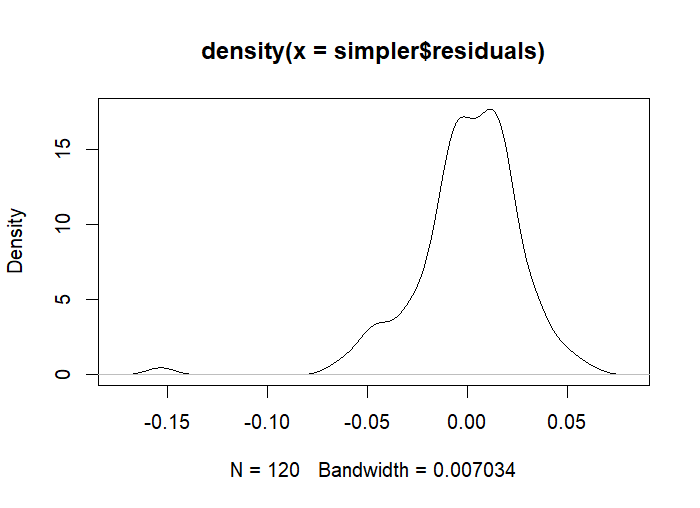 density(x = simpler$residuals)
Density
15
10
5
0
-0.15 -0.10 -0.05 0.00 0.05
N = 120 Bandwidth = 0.007034